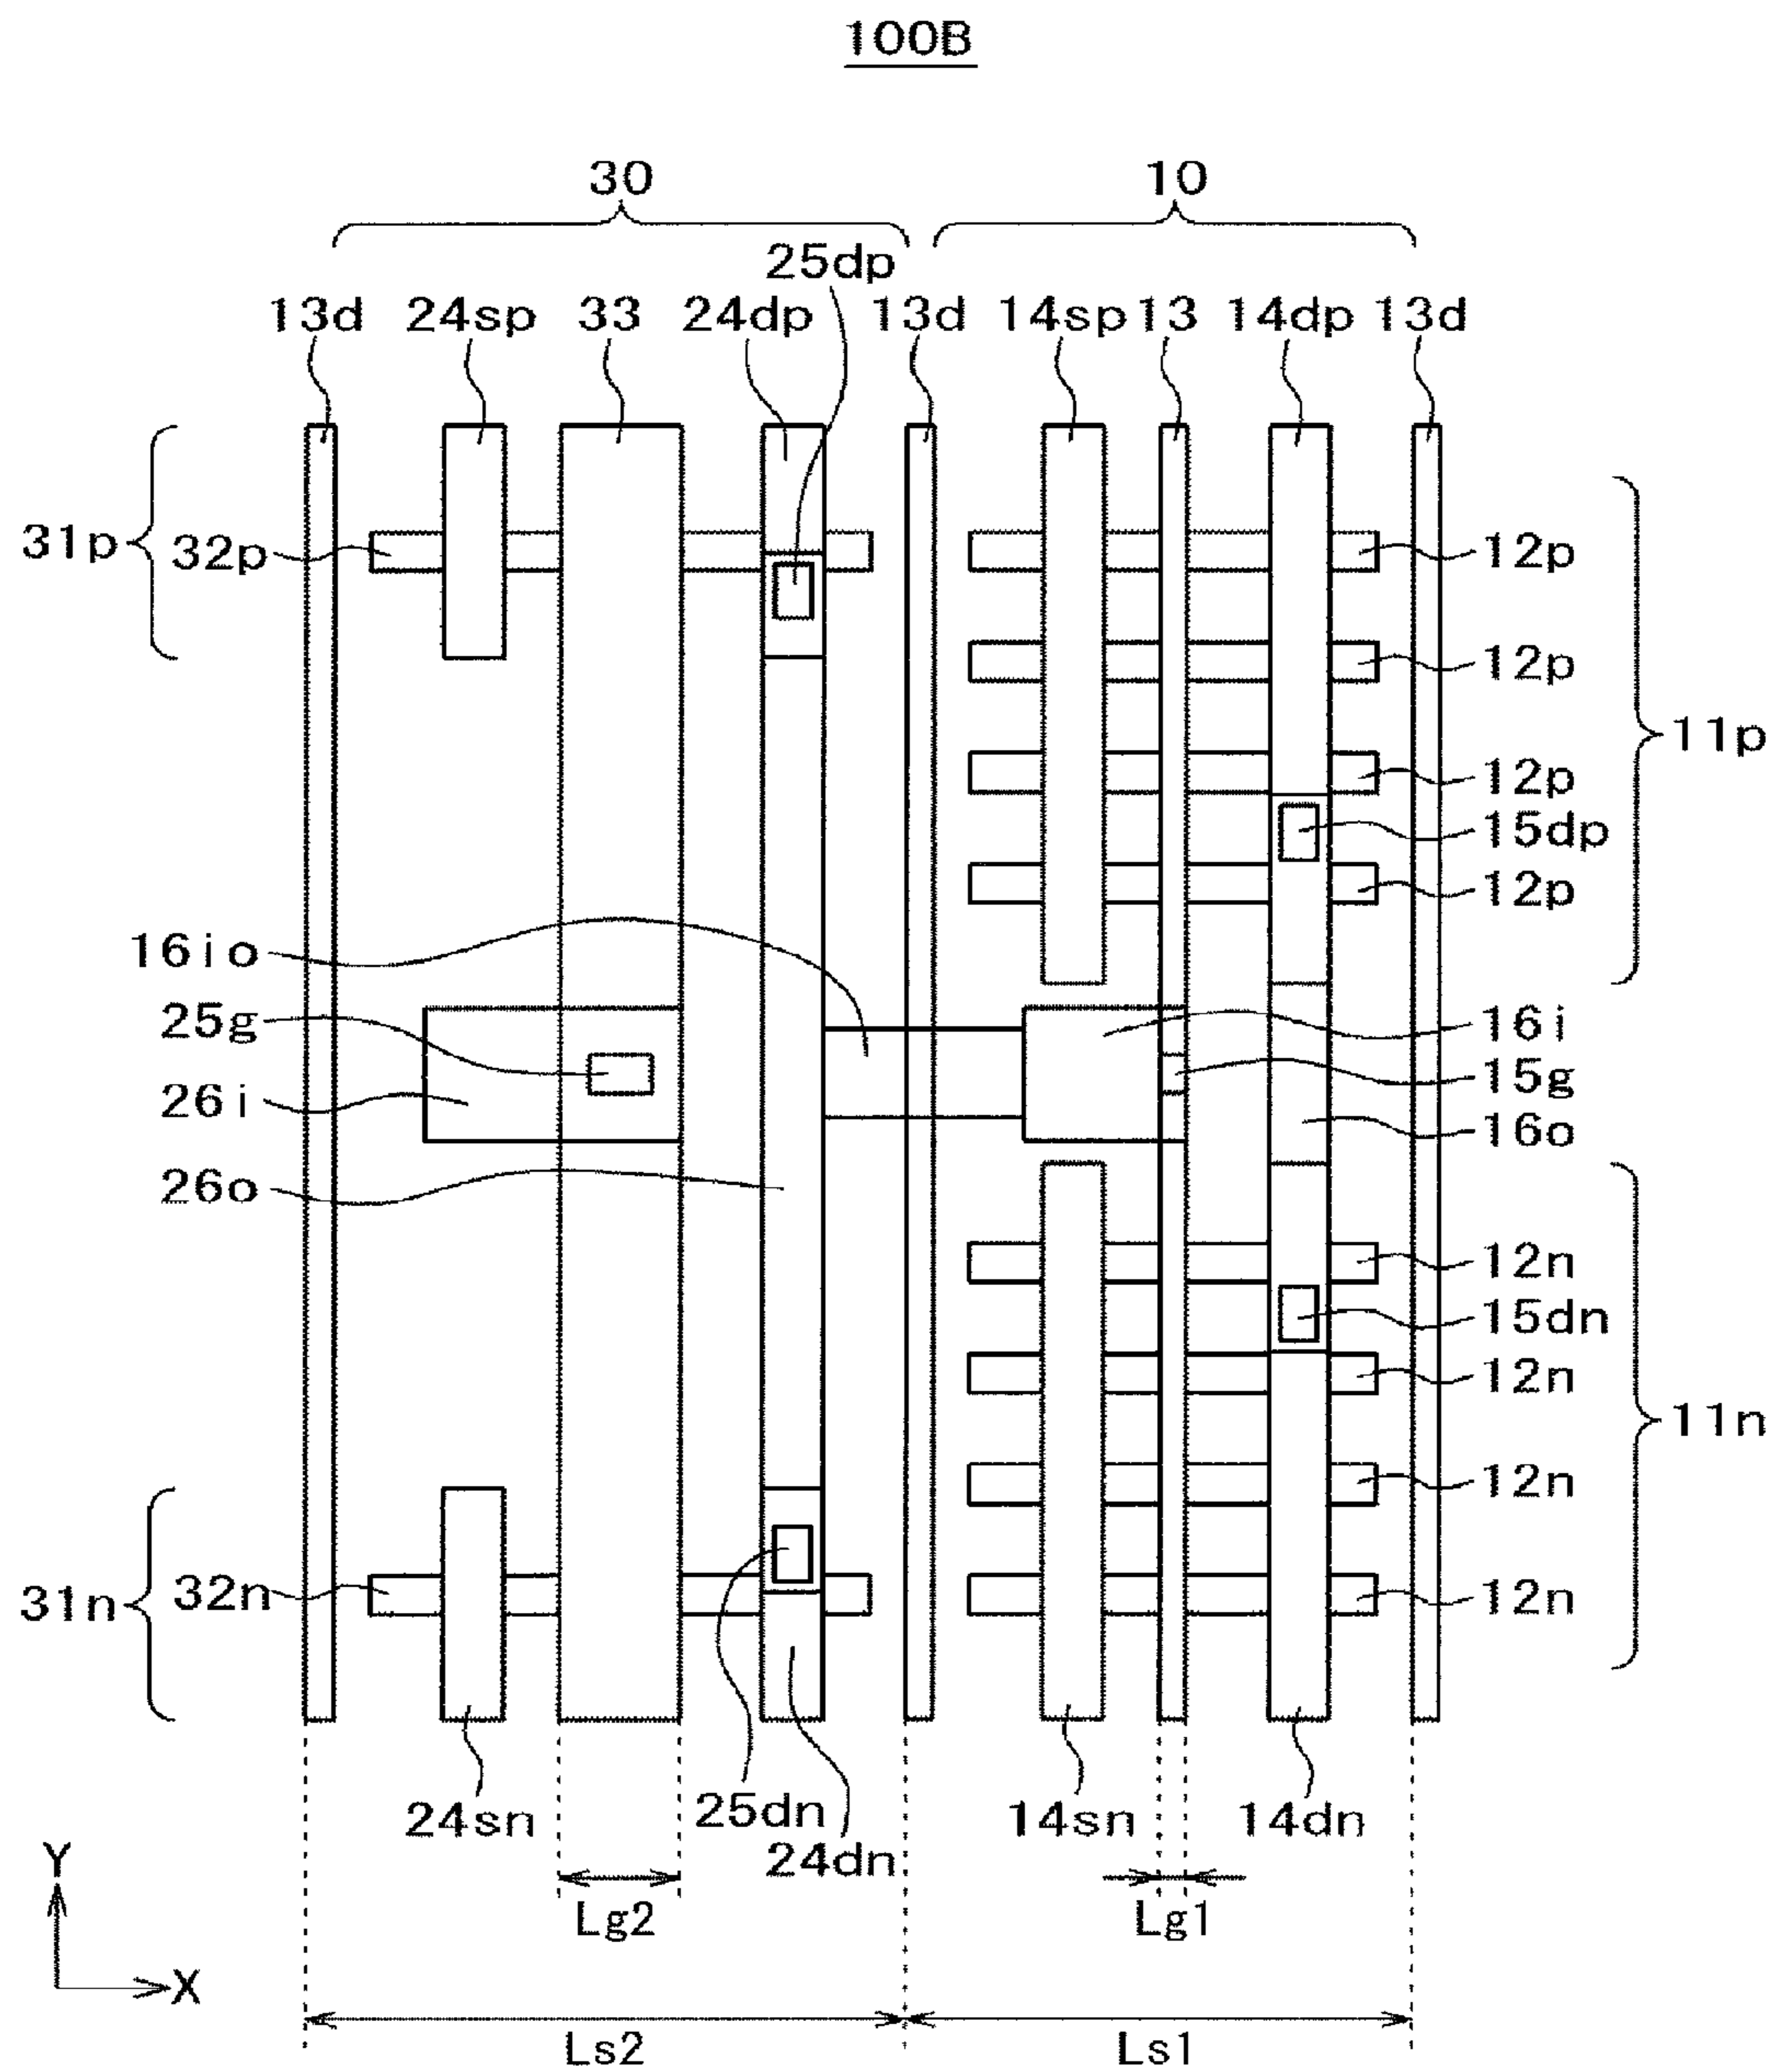 100B
30 10
25dp
13d 24sp 33 24dp 13d 14sp 13 14dp 13d
31p 32p 12p
12p
11p
12p
15dp
12p
16io
25g 16i
26i 15g
16o
26o
12n
15dn
12n
11n
12n
31n 32n 12n
24sn 25dn 14sn 14dn
24dn
Y
Lg2 Lg1
X
Ls2 Ls1